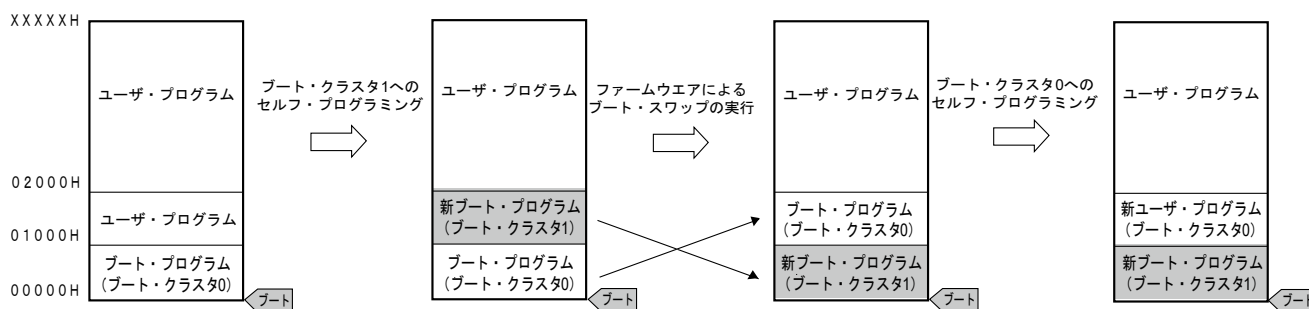 XXXXXH
02000H
01000H
00000H
ユーザ・プログラム
ユーザ・プログラム
ブート・プログラム
(ブート・クラスタ0)
ブート
ブート・クラスタ1への
セルフ・プログラミング
ユーザ・プログラム
新ブート・プログラム
(ブート・クラスタ1)
ブート・プログラム
(ブート・クラスタ0)
ブート
ファームウエアによる
ブート・スワップの実行
ユーザ・プログラム
ブート・プログラム
(ブート・クラスタ0)
新ブート・プログラム
(ブート・クラスタ1)
ブート
ブート・クラスタ0への
セルフ・プログラミング
ユーザ・プログラム
新ユーザ・プログラム
(ブート・クラスタ0)
新ブート・プログラム
(ブート・クラスタ1)
ブート